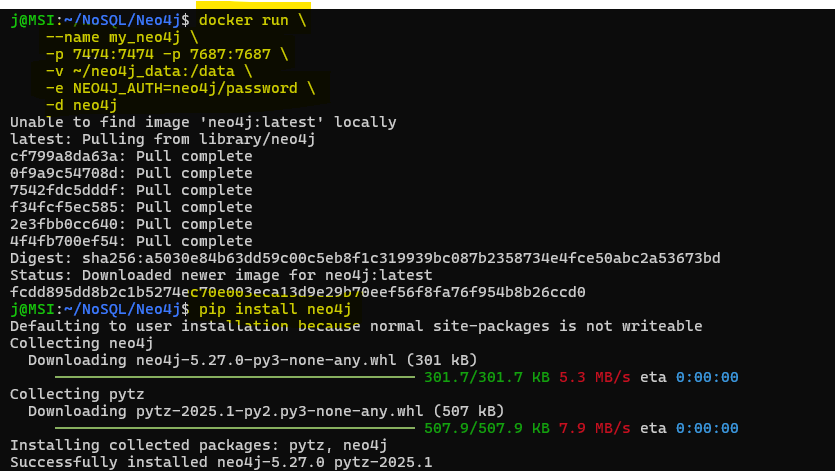 j@MSI:~/NoSQL/Neo4j$ docker run \
--name my_neo4j \
-p 7474:7474 -p 7687:7687 \
-v ~/neo4j_data:/data \
-e NEO4J_AUTH=neo4j/password \
-d neo4j
Unable to find image 'neo4j:latest' locally
latest: Pulling from library/neo4j
cf799a8da63a: Pull complete
0f9a9c54708d: Pull complete
7542fdc5dddf: Pull complete
f34fcf5ec585: Pull complete
2e3fbb0cc640: Pull complete
4f4fb700ef54: Pull complete
Digest: sha256:a5030e84b63dd59c00c5eb8f1c319939bc087b2358734e4fce50abc2a53673bd
Status: Downloaded newer image for neo4j:latest
fcdd895dd8b2c1b5274ec70e003eca13d9e29b70eef56f8fa76f954b8b26ccd0
j@MSI:~/NoSQL/Neo4j$ pip install neo4j
Defaulting to user installation because normal site-packages is not writeable
Collecting neo4j
Downloading neo4j-5.27.0-py3-none-any.whl (301 kB)
301.7/301.7 KB 5.3 MB/s eta 0:00:00
Collecting pytz
Downloading pytz-2025.1-py2.py3-none-any.whl (507 kB)
507.9/507.9 KB 7.9 MB/s eta 0:00:00
Installing collected packages: pytz, neo4j
Successfully installed neo4j-5.27.0 pytz-2025.1